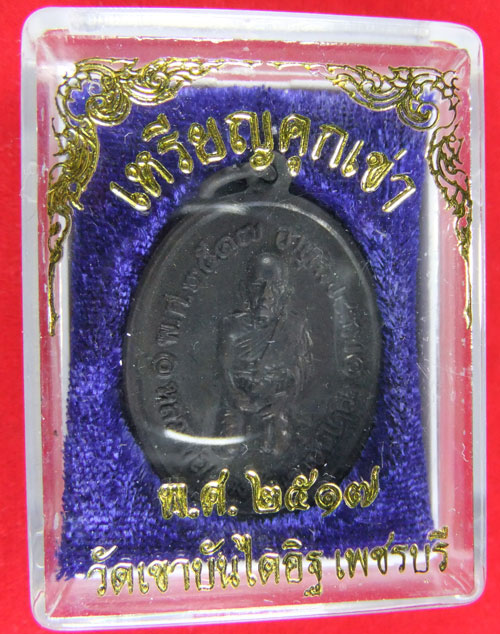 เหรียญคุกเข่า
พ.ศ. ๒๕๑๗
วัดเขาบันไดอิฐ เพชรบุรี